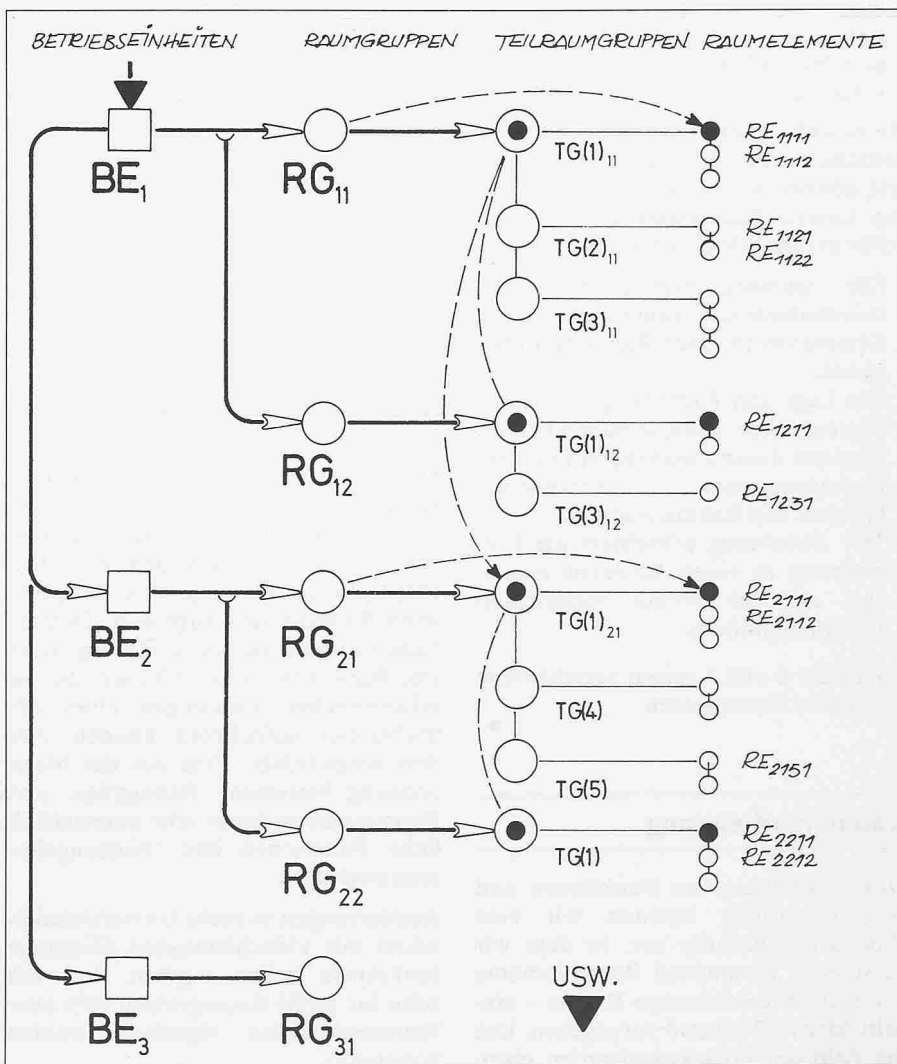 BETRIEBSEINHEITEN RAUMGRUPPEN TEILRAUMGRUPPEN RAUMELEMENTE
BE1 RG11 TG(1)11 RE1111
RE1112
TG(2)11 RE1121
RE1122
TG(3)11
RG12 TG(1)12 RE1211
TG(3)12 RE1231
BE2 RG21 TG(1)21 RE2111
RE2112
TG(4)
TG(5) RE2151
RG22 TG(1) RE2211
RE2212
BE3 RG31 USW.